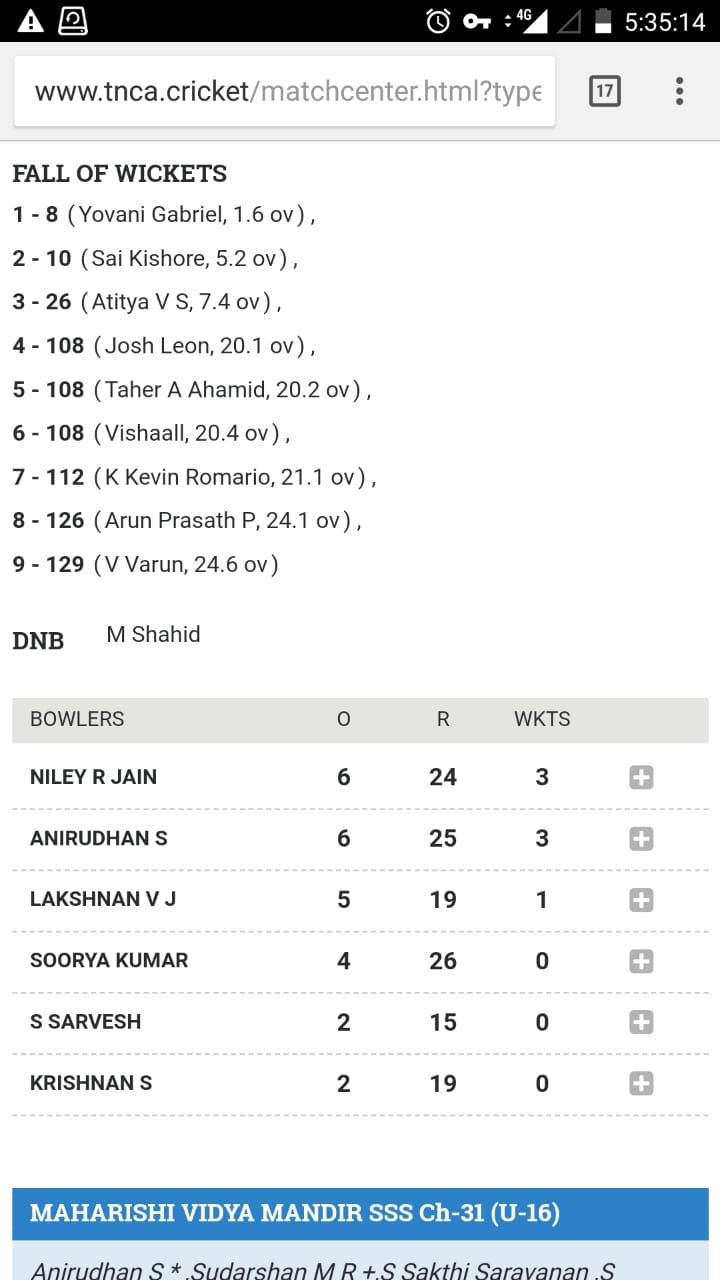 4G 5:35:14
www.tnca.cricket/matchcenter.html?type
17
FALL OF WICKETS
1 - 8 (Yovani Gabriel, 1.6 ov) ,
2 - 10 (Sai Kishore, 5.2 ov) ,
3 - 26 (Atitya V S, 7.4 ov) ,
4 - 108 (Josh Leon, 20.1 ov) ,
5 - 108 (Taher A Ahamid, 20.2 ov) ,
6 - 108 (Vishaall, 20.4 ov) ,
7 - 112 (K Kevin Romario, 21.1 ov) ,
8 - 126 (Arun Prasath P, 24.1 ov) ,
9 - 129 (V Varun, 24.6 ov)
DNB M Shahid
BOWLERS O R WKTS
NILEY R JAIN 6 24 3
ANIRUDHAN S 6 25 3
LAKSHNAN V J 5 19 1
SOORYA KUMAR 4 26 0
S SARVESH 2 15 0
KRISHNAN S 2 19 0
MAHARISHI VIDYA MANDIR SSS Ch-31 (U-16)
Anirudhan S * ,Sudarshan M R +,S Sakthi Saravanan ,S